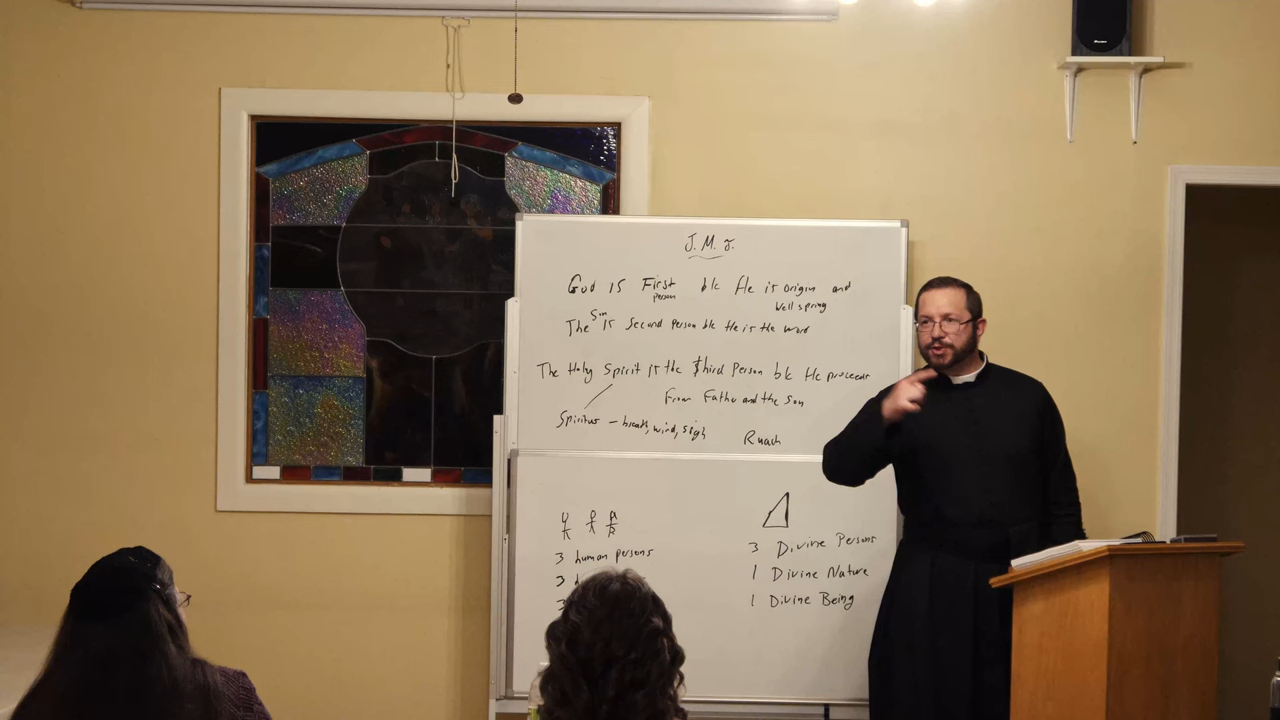 J. M. J.
God is First b/c He is origin and
person
well spring
The Son is Second Person b/c He is the Word
The Holy Spirit is the third Person b/c He proceeds
From Father and the Son
Spiritus - breath, wind, sigh
Ruach
3 human persons
3
3
3 Divine Persons
1 Divine Nature
1 Divine Being